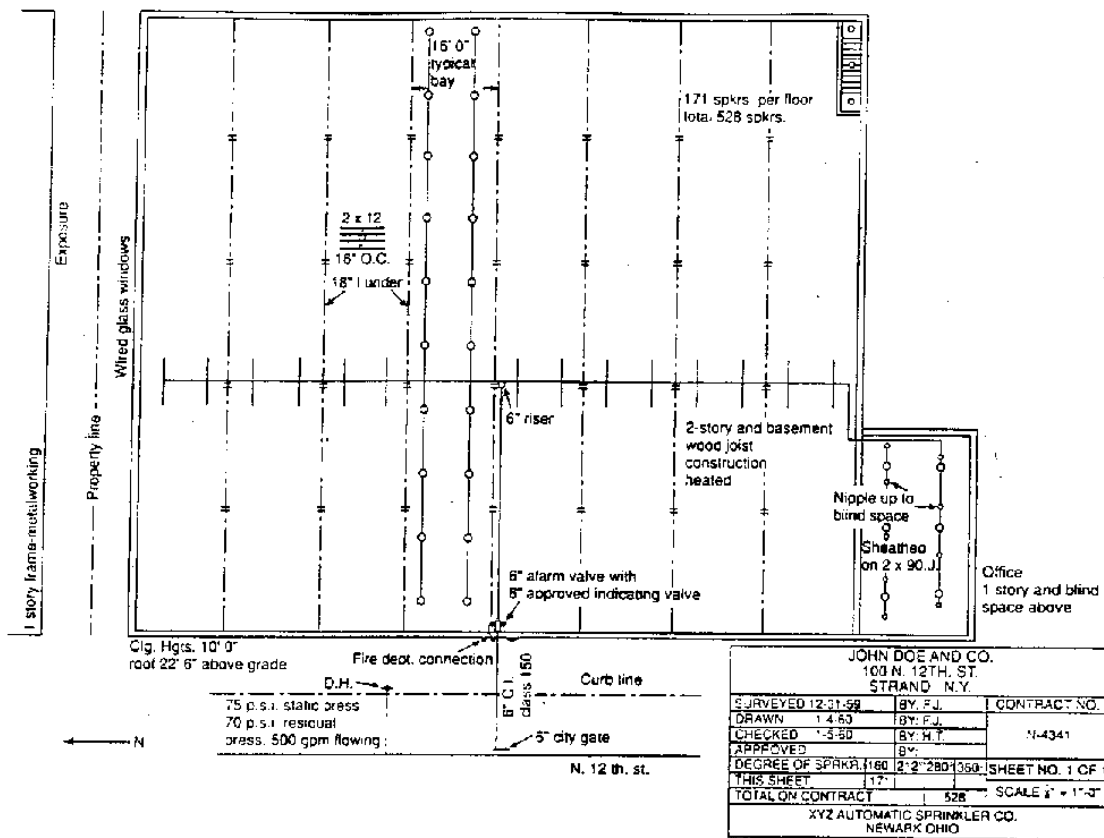 16' 0"
typical
bay
171 spkrs. per floor
total 528 spkrs.
2 x 12
16" O.C.
18" I under
Exposure
Wired glass windows
Property line
1 story frame-metalworking
6" riser
2-story and basement
wood joist
construction
heated
Nipple up to
blind space
Sheathed
on 2 x 90.J.
Office
1 story and blind
space above
6" alarm valve with
6" approved indicating valve
Clg. Hgts. 10' 0"
roof 22' 6" above grade
Fire dept. connection
D.H.
6" C.I.
class 150
Curb line
75 p.s.i. static press
70 p.s.i. residual
press. 500 gpm flowing
N
6" city gate
N. 12 th. st.
JOHN DOE AND CO.
100 N. 12TH. ST.
STRAND N.Y.
SURVEYED 12-31-59 BY: F.J. CONTRACT NO.
DRAWN 1-4-60 BY: F.J.
CHECKED 1-5-60 BY: H.T. N-4341
APPROVED BY:
DEGREE OF SPRKR. 160 212 280 360 SHEET NO. 1 OF 1
THIS SHEET 171
TOTAL ON CONTRACT 528 SCALE
XYZ AUTOMATIC SPRINKLER CO.
NEWARK OHIO